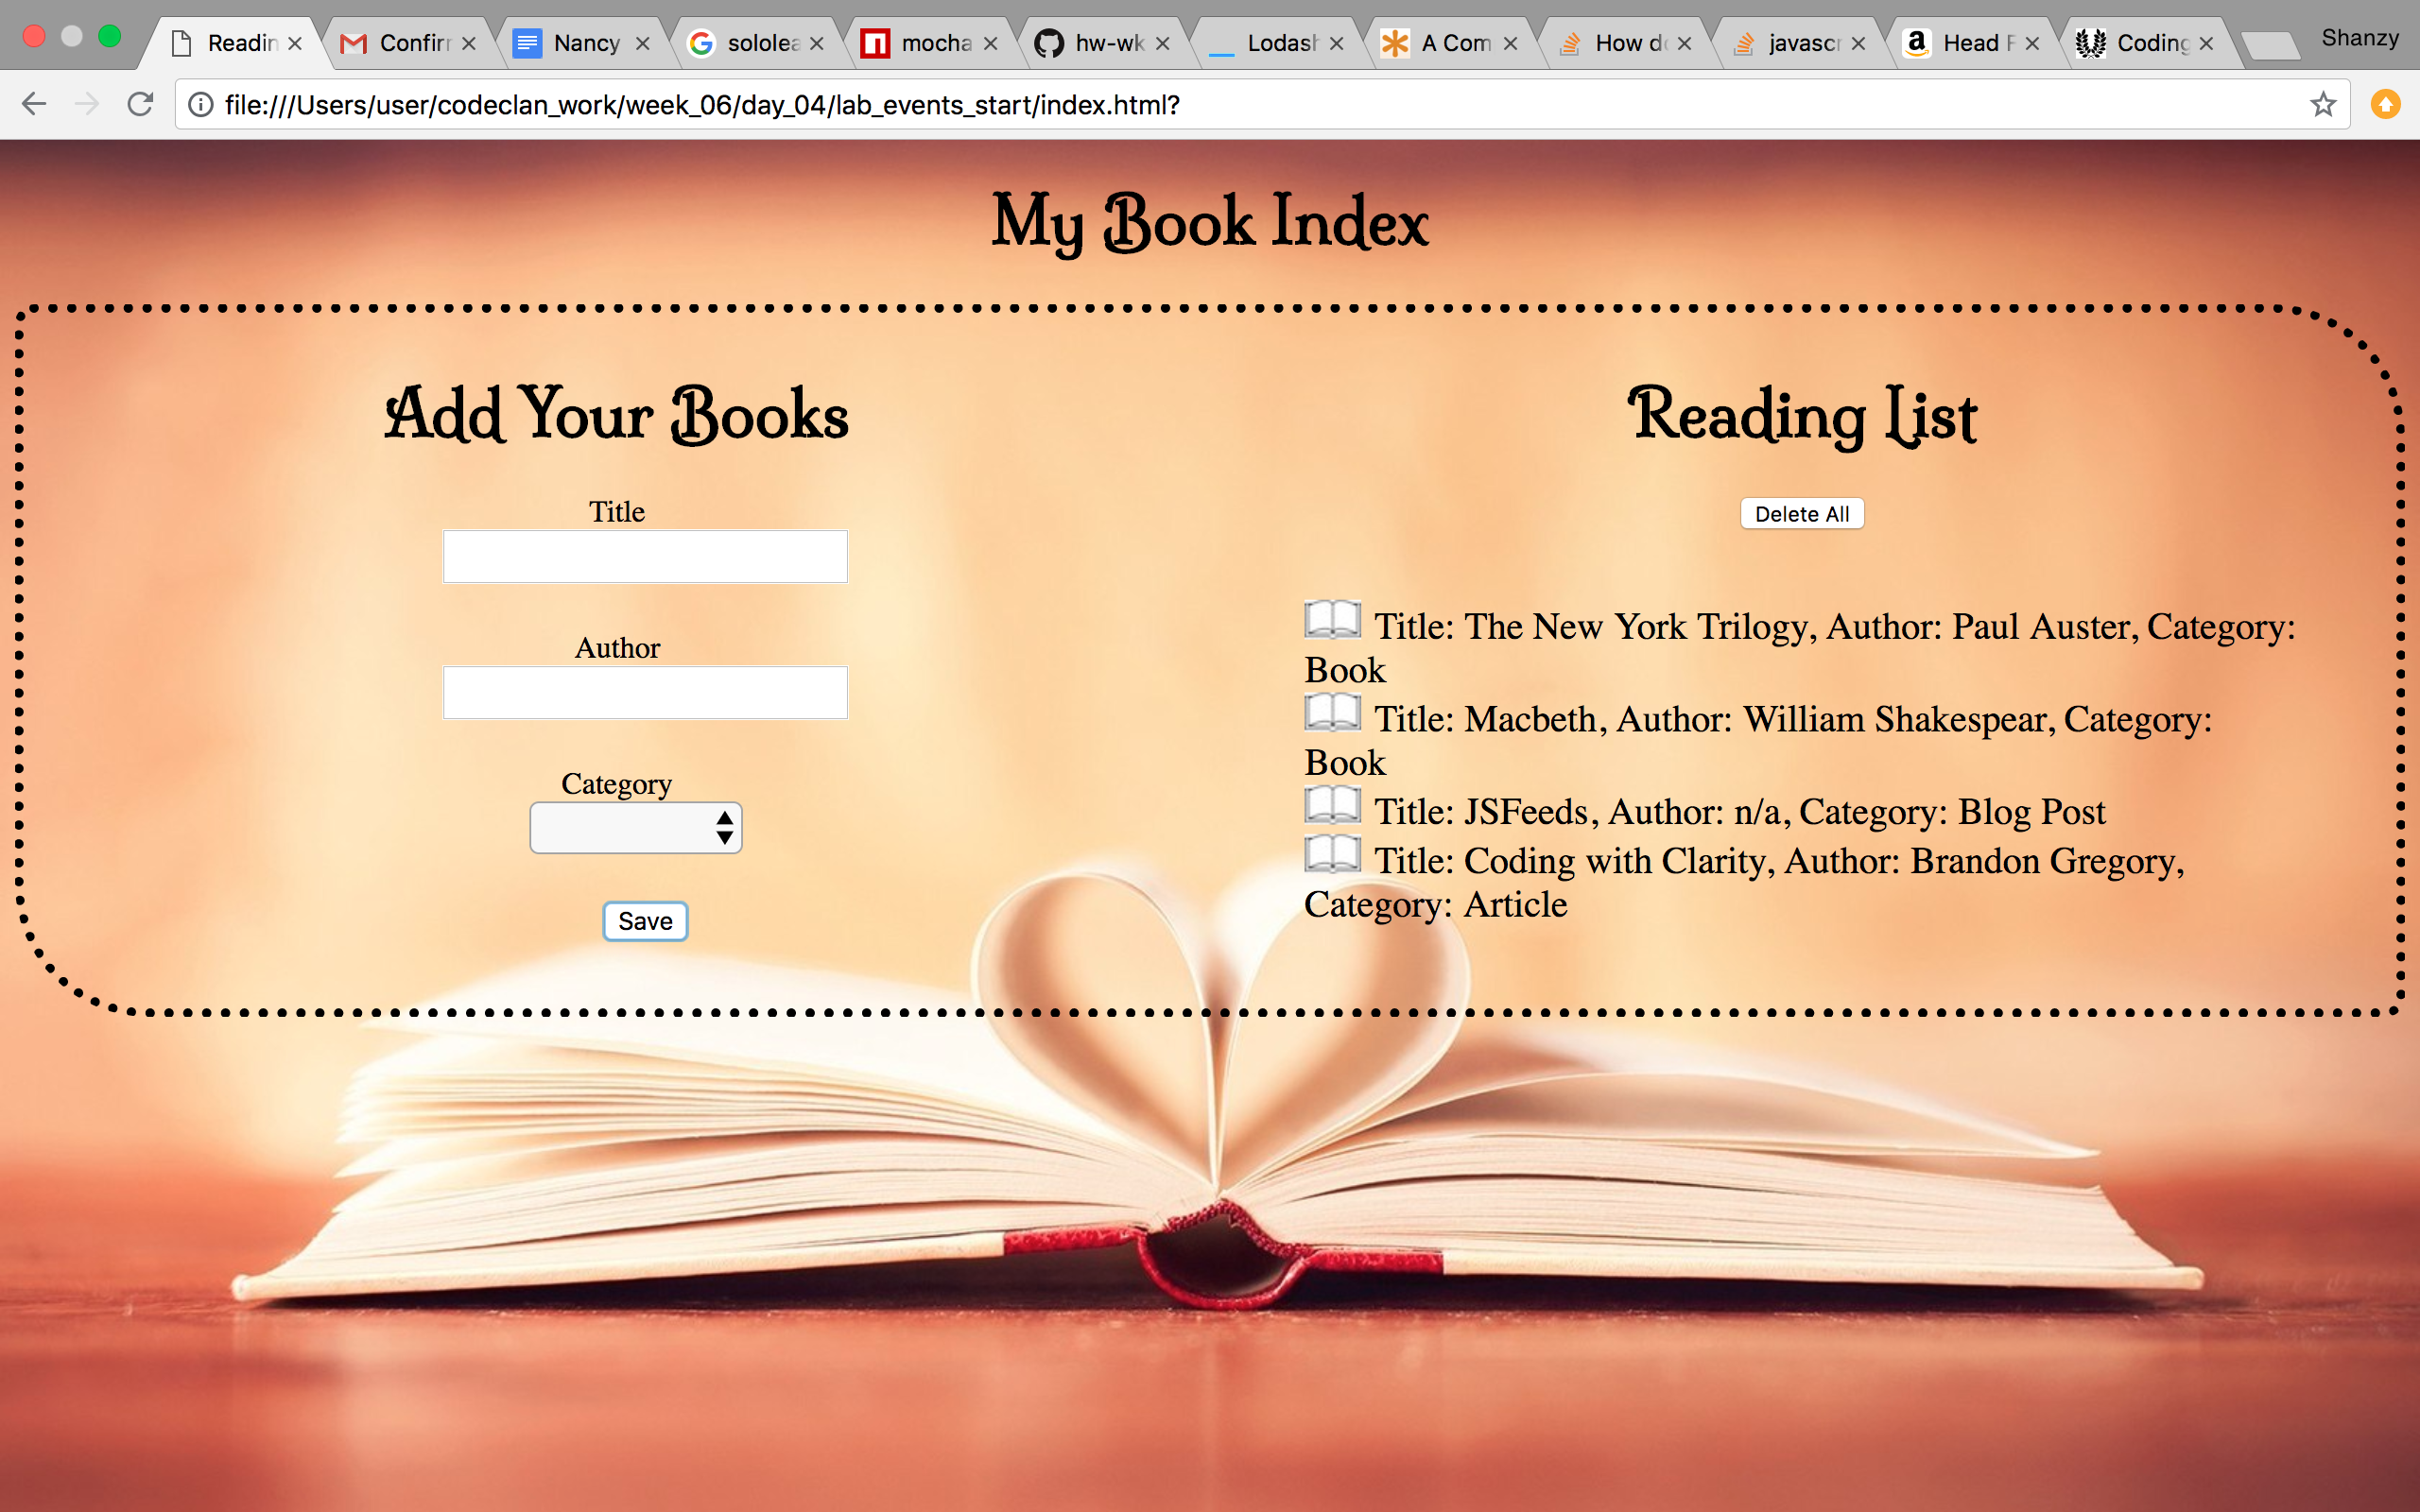 Readin
Confirr
Nancy
sololea
mocha
hw-wk
Lodash
A Com
How do
javascr
Head F
Coding
Shanzy
file:///Users/user/codeclan_work/week_06/day_04/lab_events_start/index.html?
My Book Index
Add Your Books
Title
Author
Category
Save
Reading List
Delete All
Title: The New York Trilogy, Author: Paul Auster, Category:
Book
Title: Macbeth, Author: William Shakespear, Category:
Book
Title: JSFeeds, Author: n/a, Category: Blog Post
Title: Coding with Clarity, Author: Brandon Gregory,
Category: Article